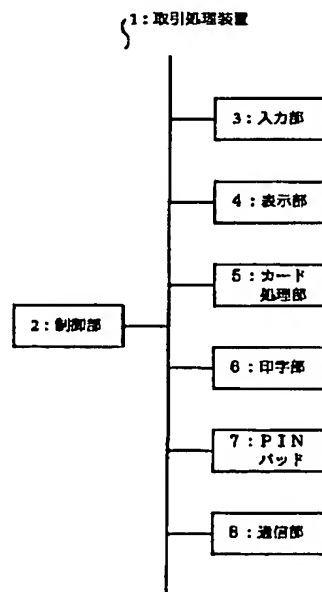 1:取引処理装置
3:入力部
4:表示部
5:カード
処理部
2:制御部
6:印字部
7:PIN
パッド
8:通信部